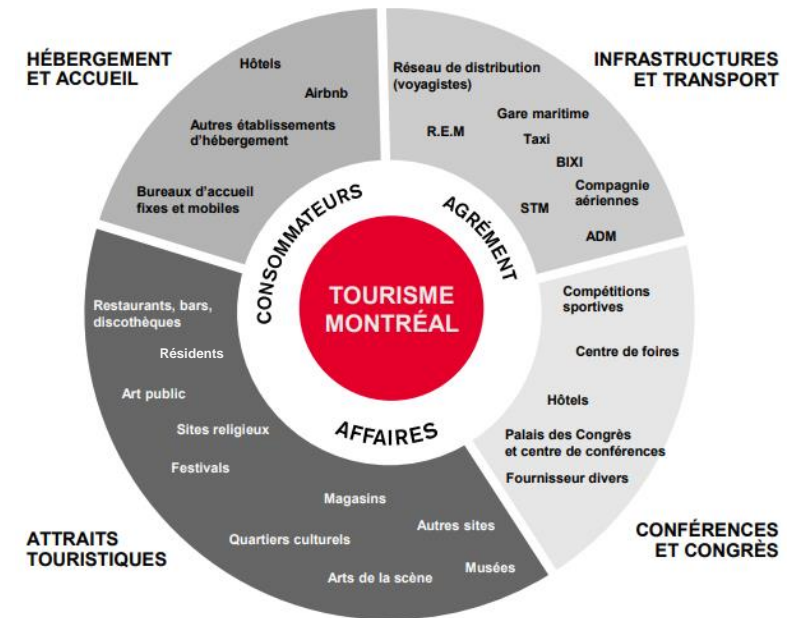 HÉBERGEMENT
ET ACCUEIL
Hôtels
Airbnb
Autres établissements
d'hébergement
Bureaux d'accueil
fixes et mobiles
INFRASTRUCTURES
ET TRANSPORT
Réseau de distribution
(voyagistes)
Gare maritime
R.E.M
Taxi
BIXI
Compagnie
aériennes
STM
ADM
CONSOMMATEURS
AGRÉMENT
AFFAIRES
TOURISME
MONTRÉAL
Compétitions
sportives
Centre de foires
Hôtels
Palais des Congrès
et centre de conférences
Fournisseur divers
CONFÉRENCES
ET CONGRÈS
Restaurants, bars,
discothèques
Résidents
Art public
Sites religieux
Festivals
Magasins
Autres sites
Quartiers culturels
Musées
Arts de la scène
ATTRAITS
TOURISTIQUES